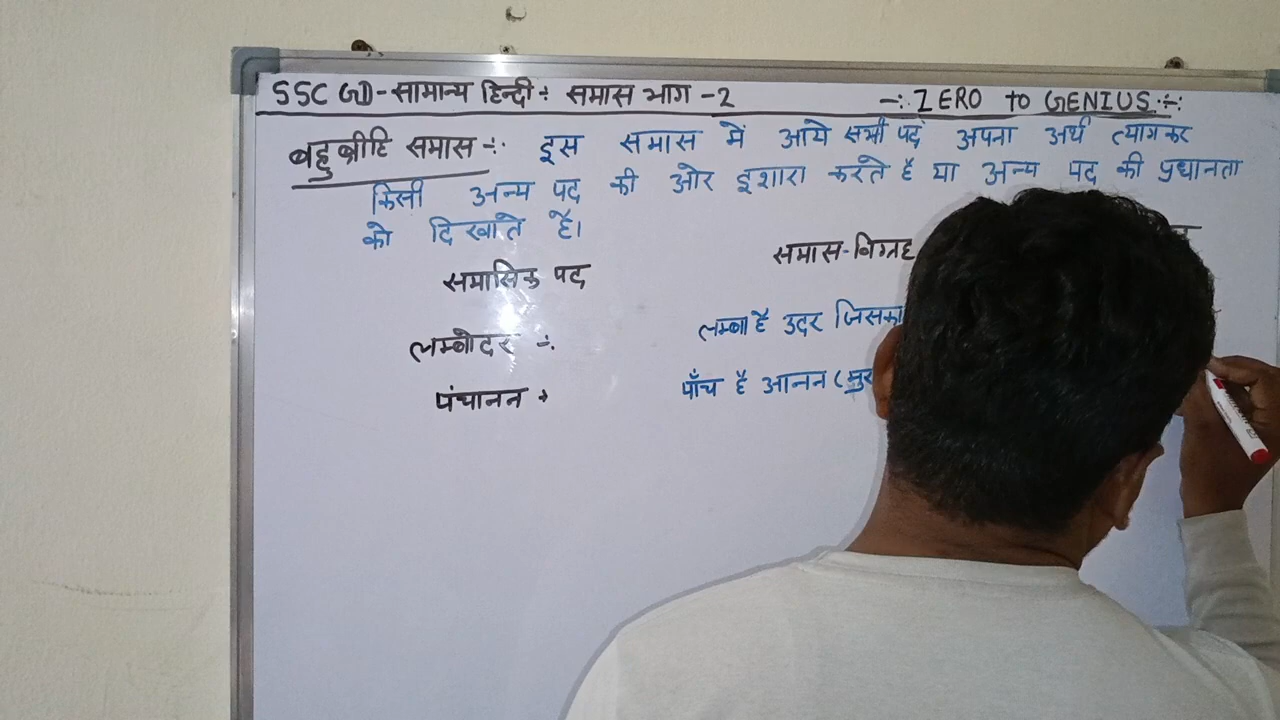 SSC GD-सामान्य हिन्दी ÷ समास भाग -2 -:. ZERO to GENIUS.÷:
बहुब्रीहि समास -:. इस समास में आये सभी पद अपना अर्थ त्यागकर
किसी अन्य पद की ओर इशारा करते है या अन्य पद की प्रधानता
को दिखाते है।
समासिक पद समास-विग्रह
लम्बोदर -:. लम्बा है उदर जिसका
पंचानन → पाँच है आनन (